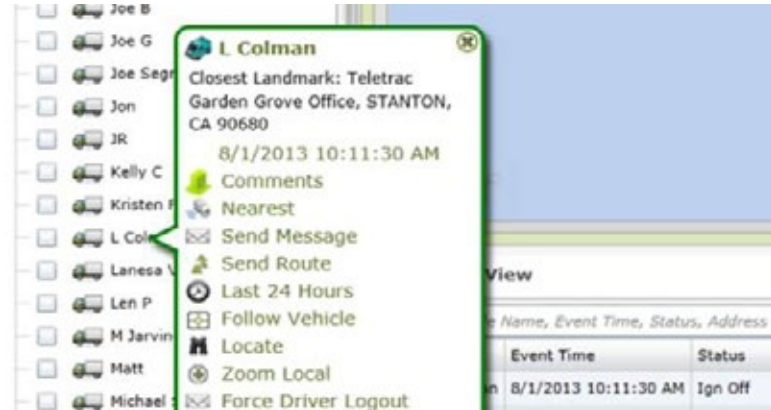 Joe B
Joe G
Joe Segr
Jon
JR
Kelly C
Kristen
L Col
Lanesa
Len P
M Jarvin
Matt
Michael
L Colman
Closest Landmark: Teletrac
Garden Grove Office, STANTON,
CA 90680
8/1/2013 10:11:30 AM
Comments
Nearest
Send Message
Send Route
Last 24 Hours
Follow Vehicle
Locate
Zoom Local
Force Driver Logout
View
Name, Event Time, Status, Address
Event Time Status
8/1/2013 10:11:30 AM Ign Off